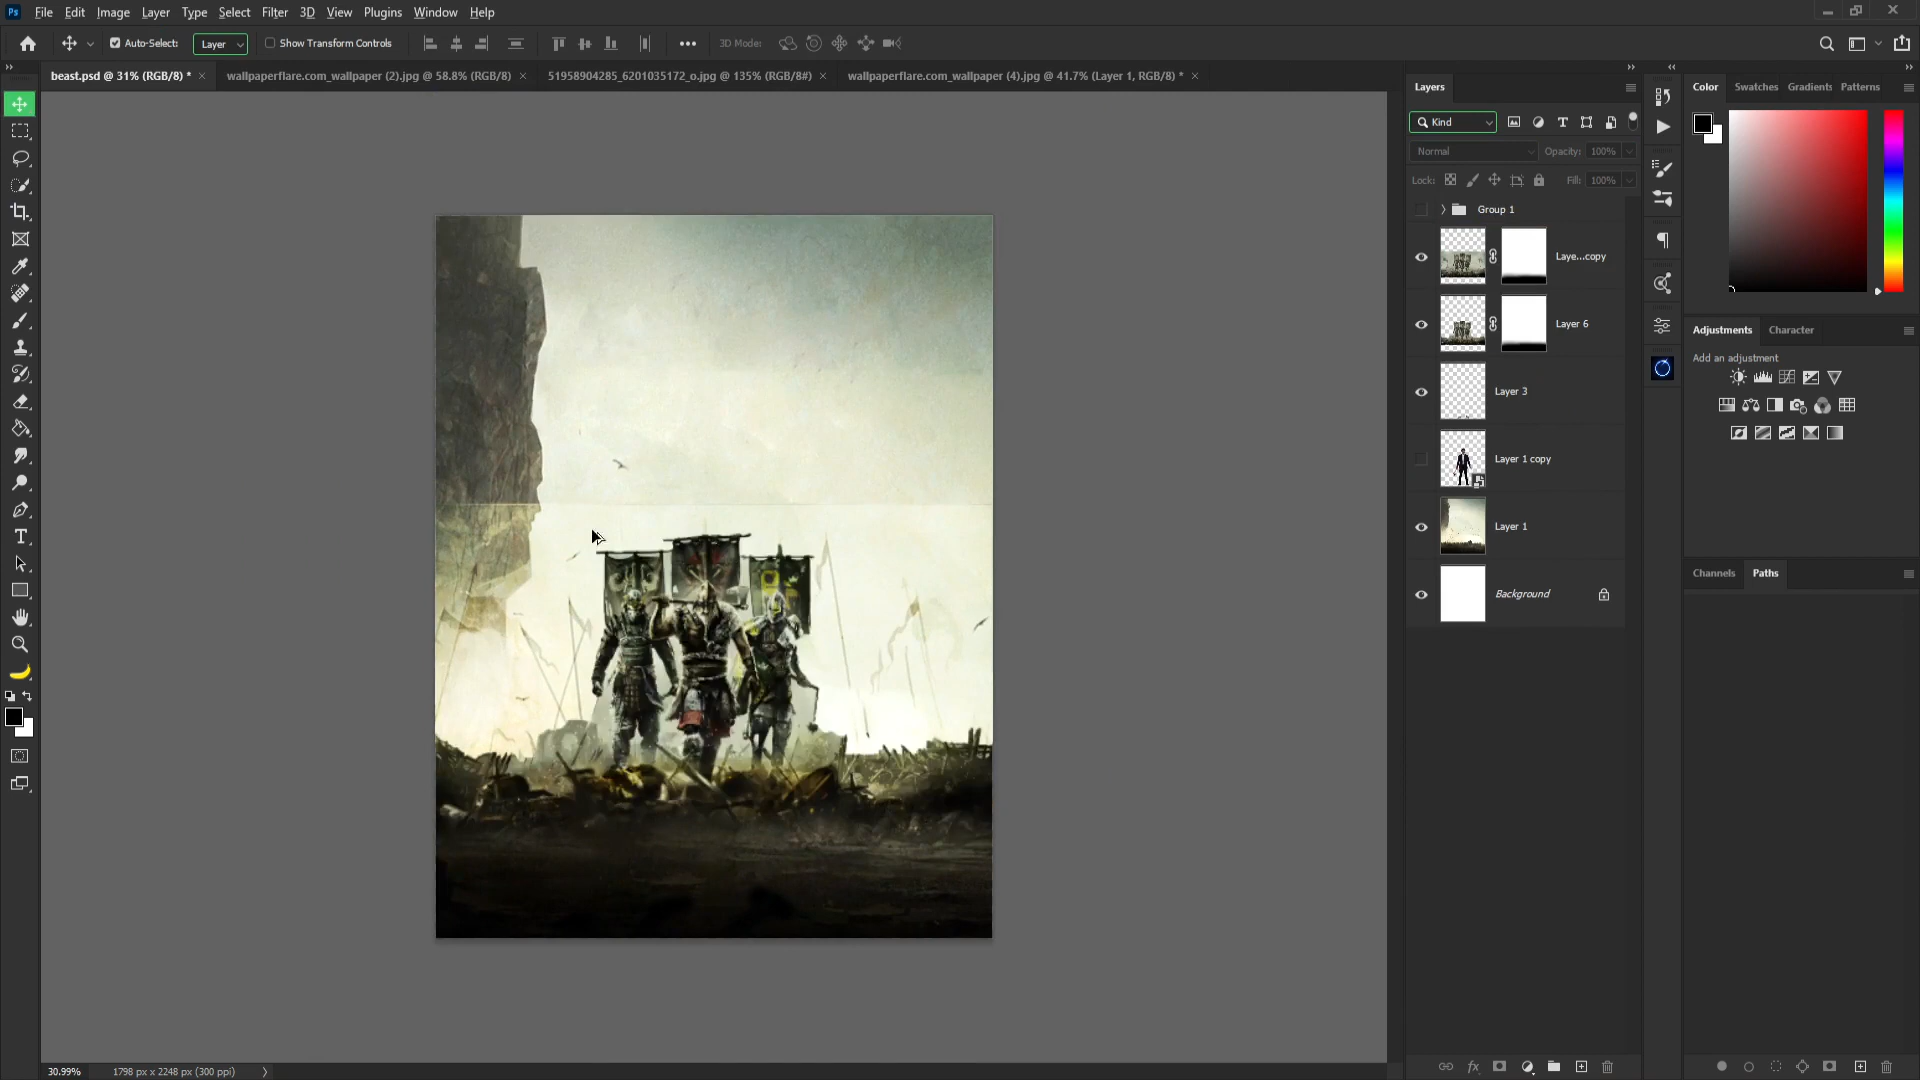 Ps File Edit Image Layer Type Select Filter 3D View Plugins Window Help
Auto-Select: Layer Show Transform Controls 3D Mode:
beast.psd @ 31% (RGB/8) * × wallpaperflare.com_wallpaper (2).jpg @ 58.8% (RGB/8) × 51958904285_6201035172_o.jpg @ 135% (RGB/8#) × wallpaperflare.com_wallpaper (4).jpg @ 41.7% (Layer 1, RGB/8) * ×
Layers
Kind
Normal Opacity: 100%
Lock: Fill: 100%
Group 1
Laye...copy
Layer 6
Layer 3
Layer 1 copy
Layer 1
Background
Color Swatches Gradients Patterns
Adjustments Character
Add an adjustment
Channels Paths
30.99% 1798 px x 2248 px (300 ppi)